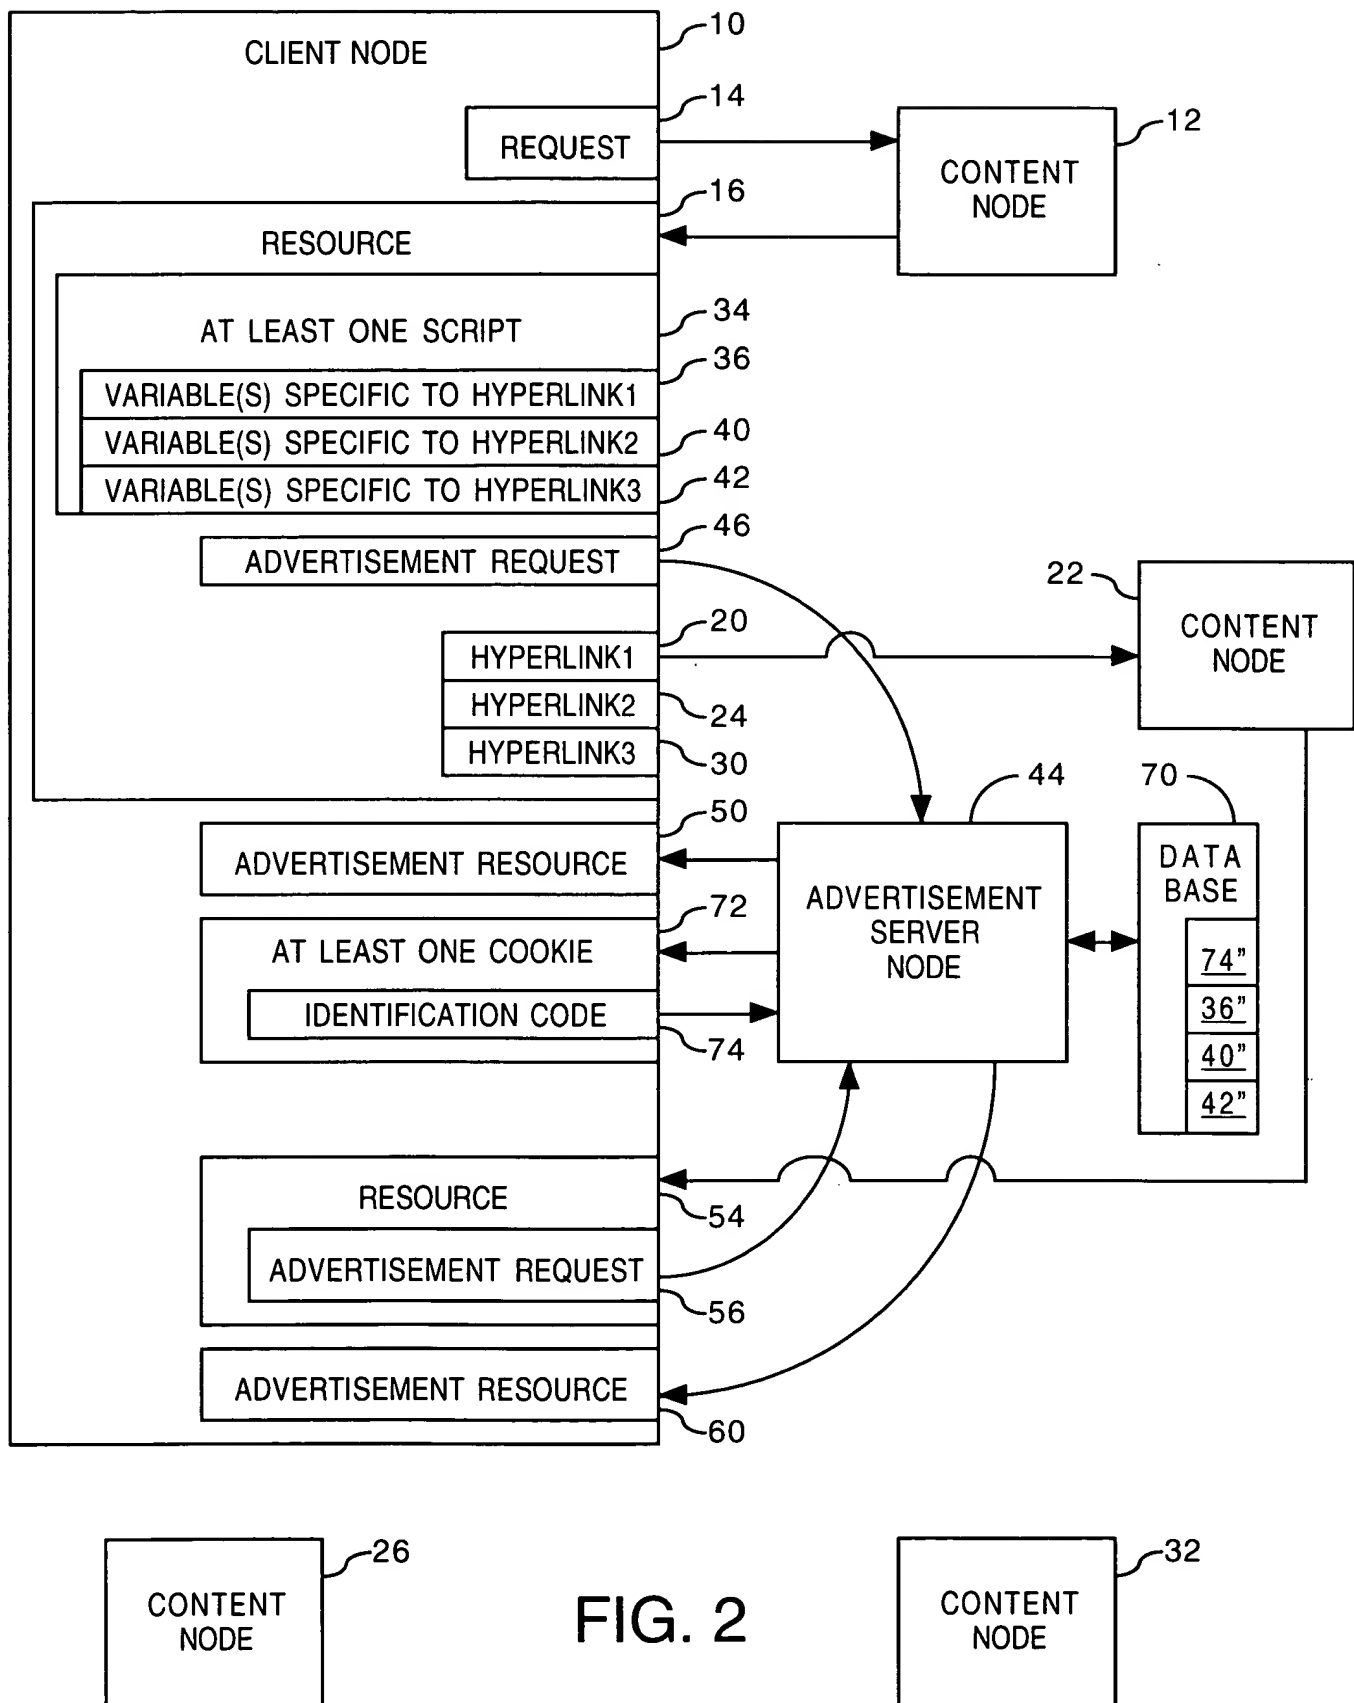 CLIENT NODE
10
14
REQUEST
12
CONTENT
NODE
16
RESOURCE
34
AT LEAST ONE SCRIPT
36
VARIABLE(S) SPECIFIC TO HYPERLINK1
VARIABLE(S) SPECIFIC TO HYPERLINK2
40
VARIABLE(S) SPECIFIC TO HYPERLINK3
42
46
ADVERTISEMENT REQUEST
22
CONTENT
NODE
20
HYPERLINK1
HYPERLINK2
24
HYPERLINK3
30
44
70
50
ADVERTISEMENT RESOURCE
ADVERTISEMENT
SERVER
NODE
DATA
BASE
74”
36”
40”
42”
72
AT LEAST ONE COOKIE
IDENTIFICATION CODE
74
RESOURCE
54
ADVERTISEMENT REQUEST
56
ADVERTISEMENT RESOURCE
60
26
CONTENT
NODE
FIG. 2
32
CONTENT
NODE